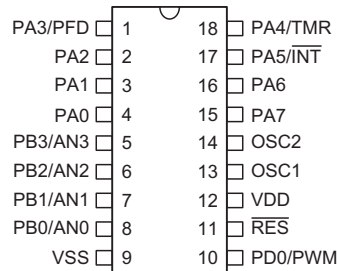 PA3/PFD 1 18 PA4/TMR
PA2 2 17 PA5/INT
PA1 3 16 PA6
PA0 4 15 PA7
PB3/AN3 5 14 OSC2
PB2/AN2 6 13 OSC1
PB1/AN1 7 12 VDD
PB0/AN0 8 11 RES
VSS 9 10 PD0/PWM